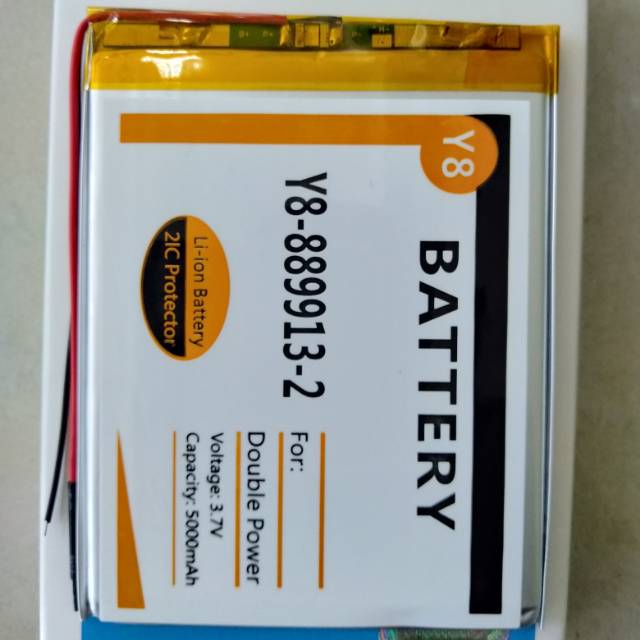 Y8
BATTERY
Y8-889913-2
Li-ion Battery
2IC Protector
For:
Double Power
Voltage: 3.7V
Capacity: 5000mAh